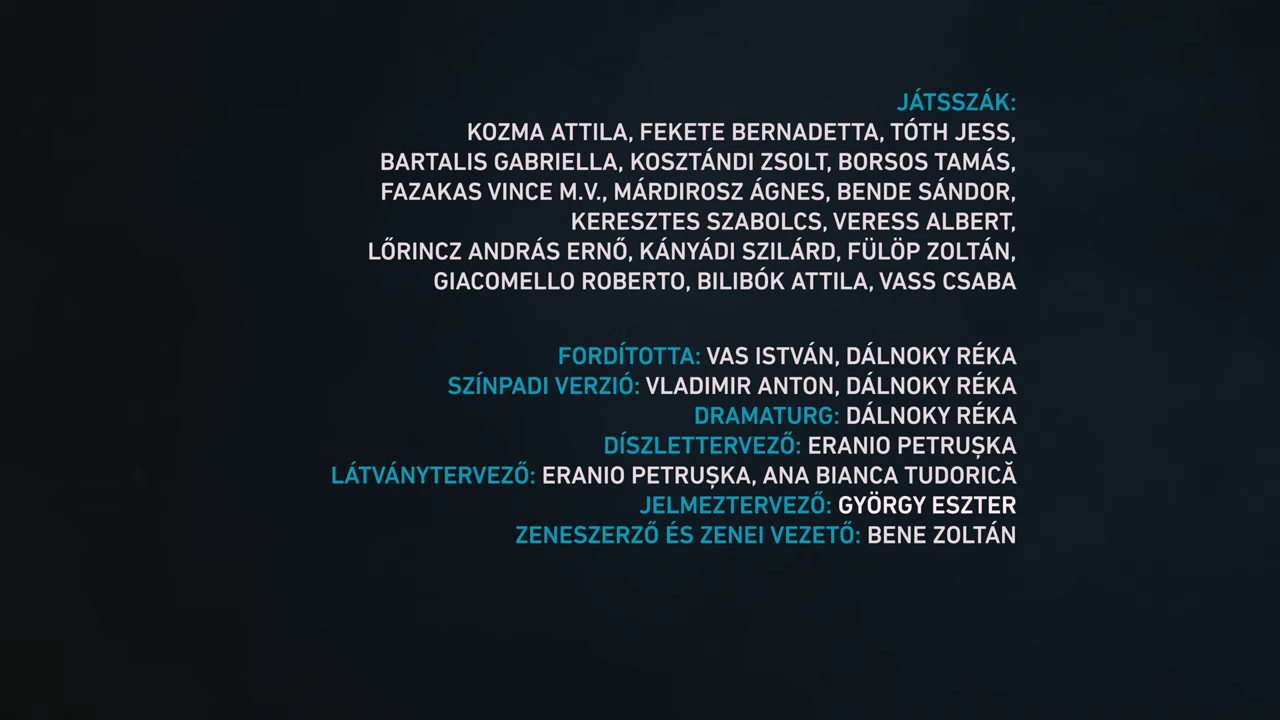 JÁTSSZÁK:
KOZMA ATTILA, FEKETE BERNADETTA, TÓTH JESS,
BARTALIS GABRIELLA, KOSZTÁNDI ZSOLT, BORSOS TAMÁS,
FAZAKAS VINCE M.V., MÁRDIROSZ ÁGNES, BENDE SÁNDOR,
KERESZTES SZABOLCS, VERESS ALBERT,
LŐRINCZ ANDRÁS ERNŐ, KÁNYÁDI SZILÁRD, FÜLÖP ZOLTÁN,
GIACOMELLO ROBERTO, BILIBÓK ATTILA, VASS CSABA
FORDÍTOTTA: VAS ISTVÁN, DÁLNOKY RÉKA
SZÍNPADI VERZIÓ: VLADIMIR ANTON, DÁLNOKY RÉKA
DRAMATURG: DÁLNOKY RÉKA
DÍSZLETTERVEZŐ: ERANIO PETRUȘKA
LÁTVÁNYTERVEZŐ: ERANIO PETRUȘKA, ANA BIANCA TUDORICĂ
JELMEZTERVEZŐ: GYÖRGY ESZTER
ZENESZERZŐ ÉS ZENEI VEZETŐ: BENE ZOLTÁN